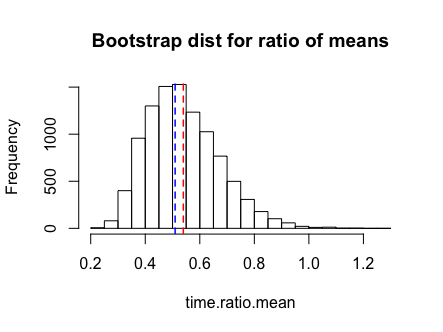 Bootstrap dist for ratio of means
Frequency
1000
500
0
0.2 0.4 0.6 0.8 1.0 1.2
time.ratio.mean